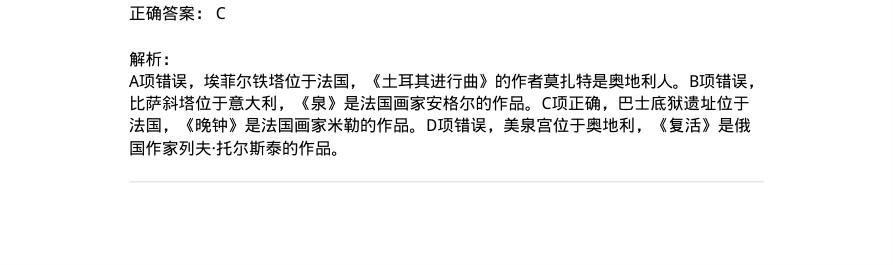 正确答案： C
解析：
A项错误，埃菲尔铁塔位于法国，《土耳其进行曲》的作者莫扎特是奥地利人。B项错误，
比萨斜塔位于意大利，《泉》是法国画家安格尔的作品。C项正确，巴士底狱遗址位于
法国，《晚钟》是法国画家米勒的作品。D项错误，美泉宫位于奥地利，《复活》是俄
国作家列夫·托尔斯泰的作品。